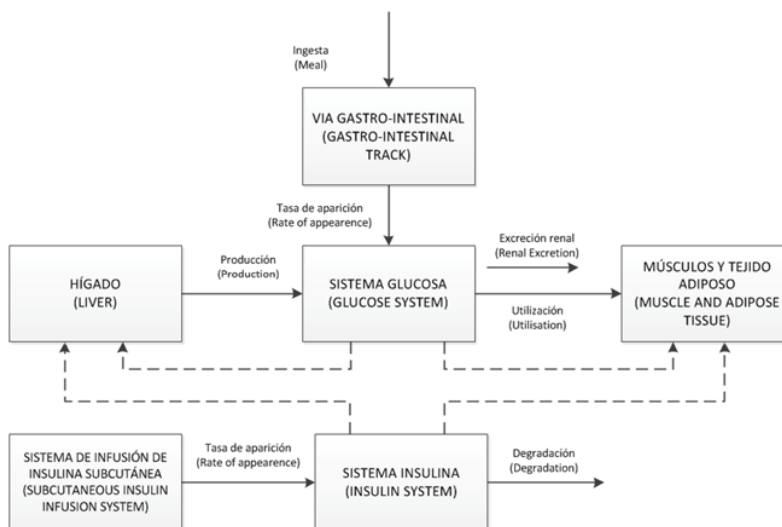 Ingesta
(Meal)
VIA GASTRO-INTESTINAL
(GASTRO-INTESTINAL
TRACK)
Tasa de aparición
(Rate of appearence)
Excreción renal
(Renal Excretion)
Producción
(Production)
HÍGADO
(LIVER)
SISTEMA GLUCOSA
(GLUCOSE SYSTEM)
MÚSCULOS Y TEJIDO
ADIPOSO
(MUSCLE AND ADIPOSE
TISSUE)
Utilización
(Utilisation)
SISTEMA DE INFUSIÓN DE
INSULINA SUBCUTÁNEA
(SUBCUTANEOUS INSULIN
INFUSION SYSTEM)
Tasa de aparición
(Rate of appearence)
SISTEMA INSULINA
(INSULIN SYSTEM)
Degradación
(Degradation)